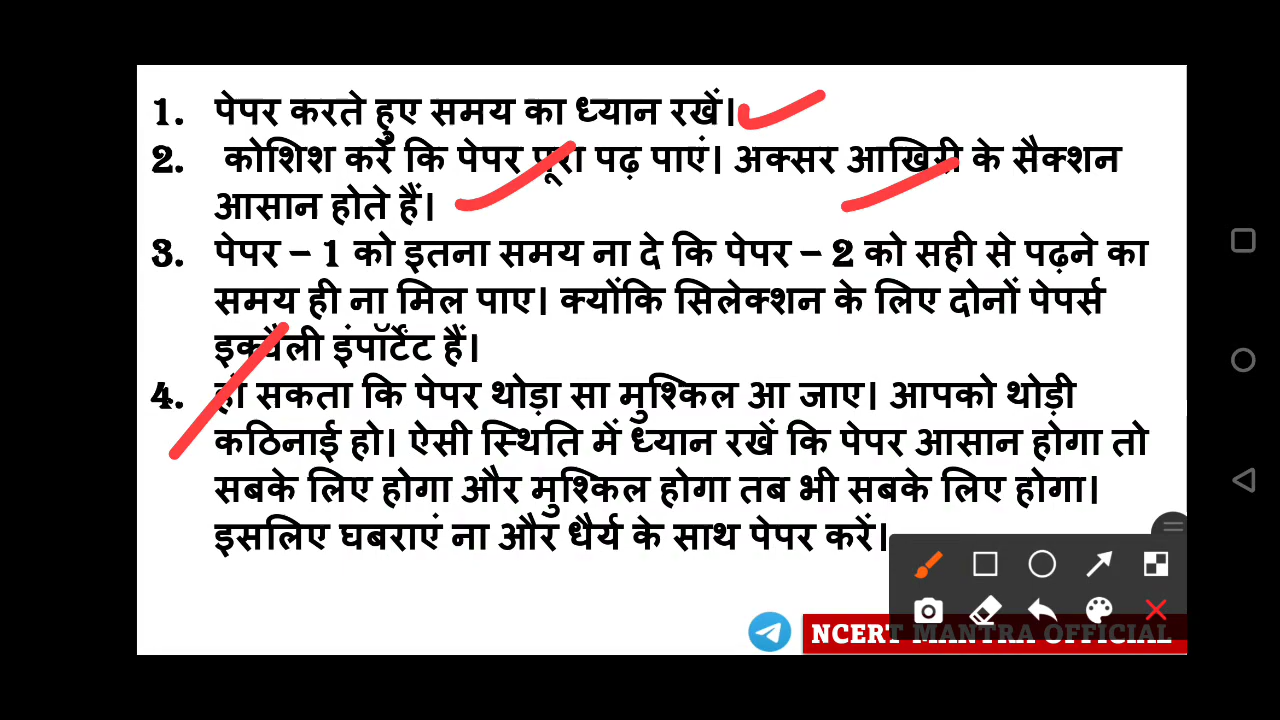 1. पेपर करते हुए समय का ध्यान रखें।
2. कोशिश करें कि पेपर पूरा पढ़ पाएं। अक्सर आखिरी के सैक्शन
आसान होते हैं।
3. पेपर – 1 को इतना समय ना दे कि पेपर – 2 को सही से पढ़ने का
समय ही ना मिल पाए। क्योंकि सिलेक्शन के लिए दोनों पेपर्स
इक्वैली इंपॉर्टेंट हैं।
4. हो सकता कि पेपर थोड़ा सा मुश्किल आ जाए। आपको थोड़ी
कठिनाई हो। ऐसी स्थिति में ध्यान रखें कि पेपर आसान होगा तो
सबके लिए होगा और मुश्किल होगा तब भी सबके लिए होगा।
इसलिए घबराएं ना और धैर्य के साथ पेपर करें।
NCERT MANTRA OFFICIAL